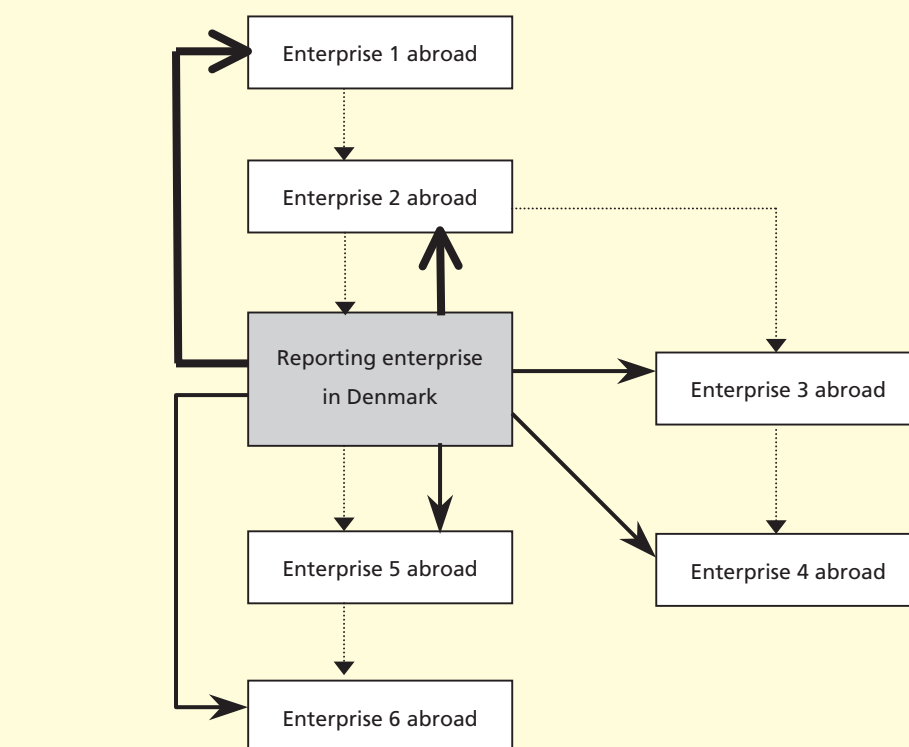 Enterprise 1 abroad
Enterprise 2 abroad
Reporting enterprise
in Denmark
Enterprise 3 abroad
Enterprise 5 abroad
Enterprise 4 abroad
Enterprise 6 abroad